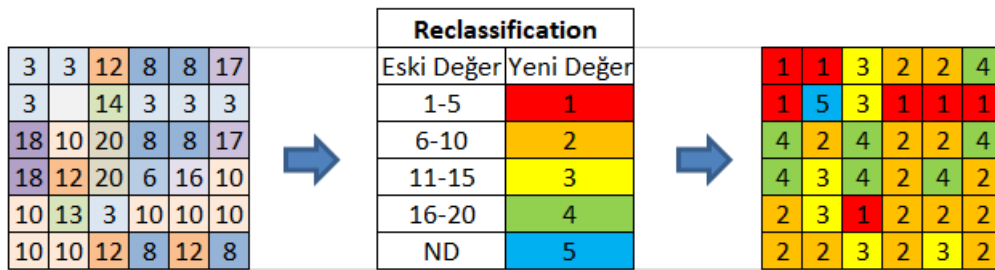 Reclassification
3 3 12 8 8 17 Eski Değer Yeni Değer 1 1 3 2 2 4
3 14 3 3 3 1-5 1 1 5 3 1 1 1
18 10 20 8 8 17 6-10 2 4 2 4 2 2 4
18 12 20 6 16 10 11-15 3 4 3 4 2 4 2
10 13 3 10 10 10 16-20 4 2 3 1 2 2 2
10 10 12 8 12 8 ND 5 2 2 3 2 3 2